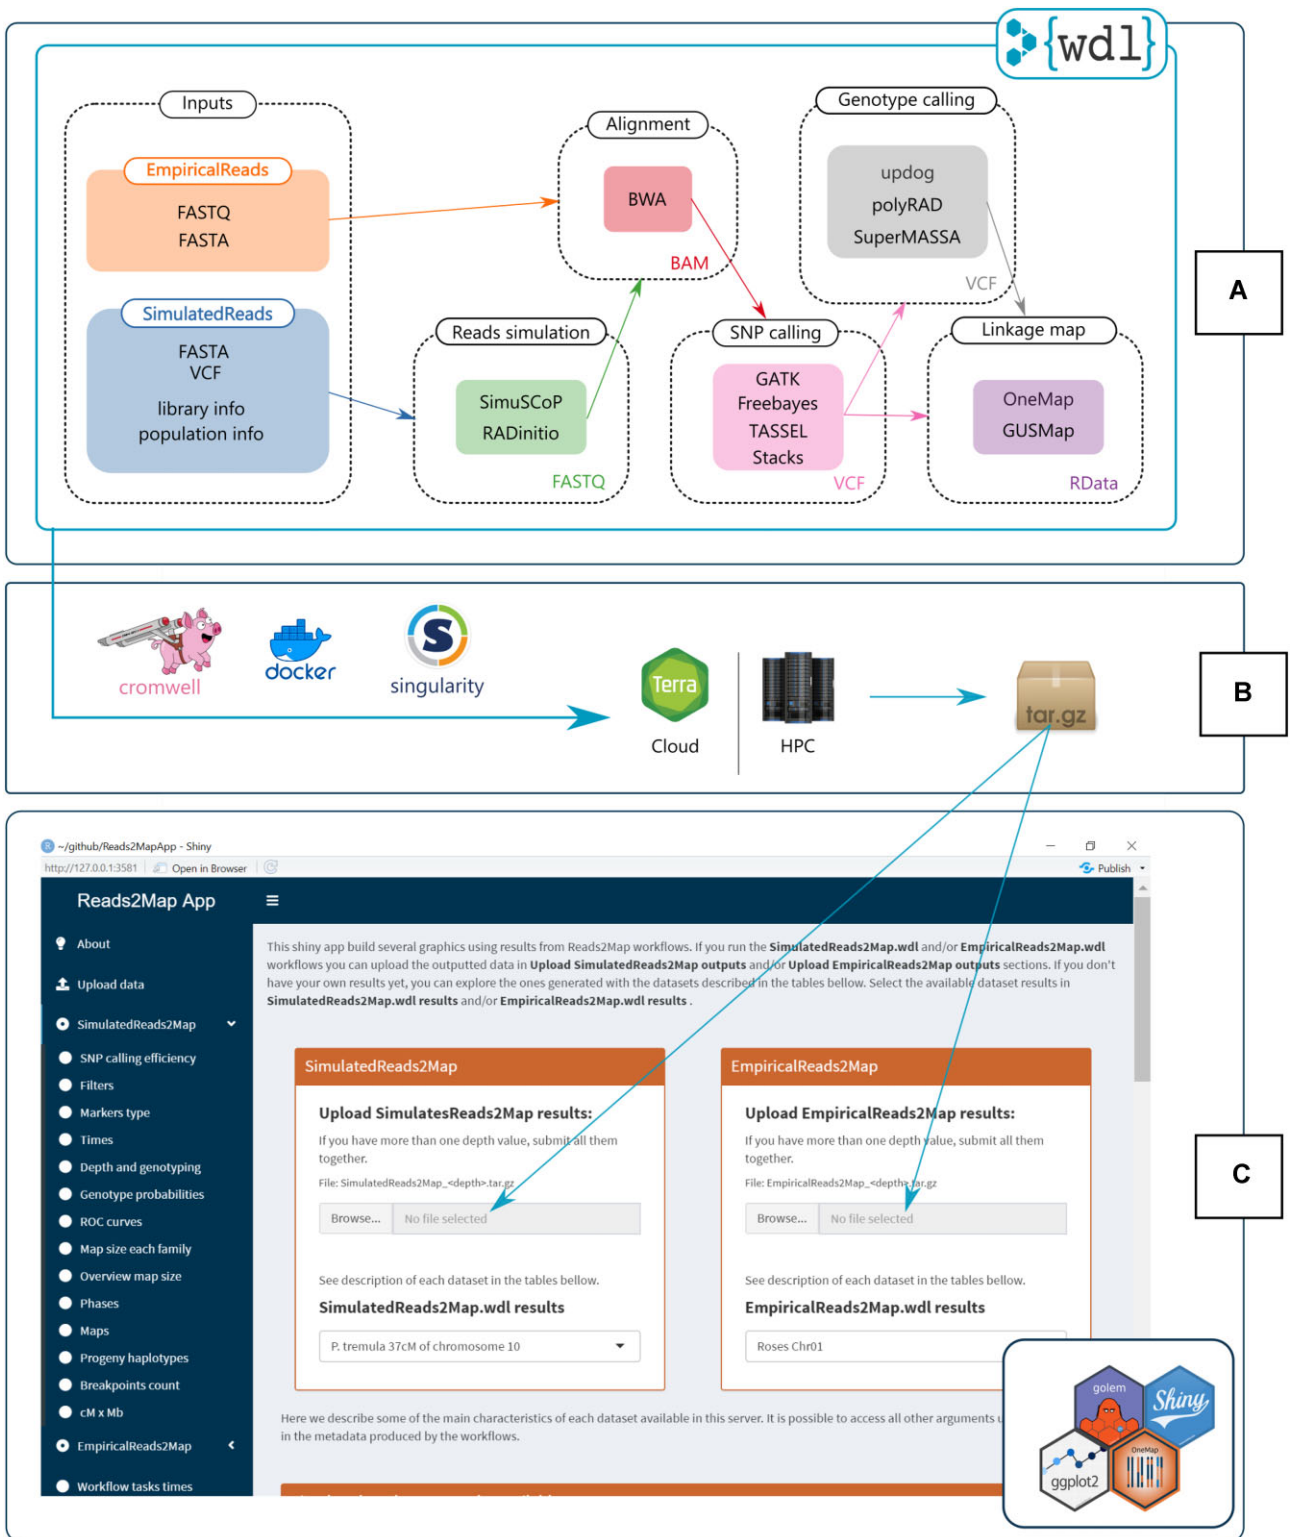 {wdl}
Inputs
EmpiricalReads
FASTQ
FASTA
SimulatedReads
FASTA
VCF
library info
population info
Alignment
BWA
BAM
Reads simulation
SimuSCoP
RADinitio
FASTQ
Genotype calling
updog
polyRAD
SuperMASSA
VCF
SNP calling
GATK
Freebayes
TASSEL
Stacks
VCF
Linkage map
OneMap
GUSMap
RData
A
cromwell
docker
S
singularity
Terra
Cloud
HPC
tar.gz
B
R
~/github/Reads2MapApp - Shiny
http://127.0.0.1:3581
Open in Browser
Publish
Reads2Map App
About
Upload data
SimulatedReads2Map
SNP calling efficiency
Filters
Markers type
Times
Depth and genotyping
Genotype probabilities
ROC curves
Map size each family
Overview map size
Phases
Maps
Progeny haplotypes
Breakpoints count
cM x Mb
EmpiricalReads2Map
Workflow tasks times
This shiny app build several graphics using results from Reads2Map workflows. If you run the SimulatedReads2Map.wdl and/or EmpiricalReads2Map.wdl
workflows you can upload the outputted data in Upload SimulatedReads2Map outputs and/or Upload EmpiricalReads2Map outputs sections. If you don't
have your own results yet, you can explore the ones generated with the datasets described in the tables bellow. Select the available dataset results in
SimulatedReads2Map.wdl results and/or EmpiricalReads2Map.wdl results .
SimulatedReads2Map
Upload SimulatesReads2Map results:
If you have more than one depth value, submit all them
together.
File: SimulatedReads2Map_<depth>.tar.gz
Browse... No file selected
See description of each dataset in the tables bellow.
SimulatedReads2Map.wdl results
P. tremula 37cM of chromosome 10
EmpiricalReads2Map
Upload EmpiricalReads2Map results:
If you have more than one depth value, submit all them
together.
File: EmpiricalReads2Map_<depth>.tar.gz
Browse... No file selected
See description of each dataset in the tables bellow.
EmpiricalReads2Map.wdl results
Roses Chr01
Here we describe some of the main characteristics of each dataset available in this server. It is possible to access all other arguments
in the metadata produced by the workflows.
golem
Shiny
ggplot2
OneMap
C